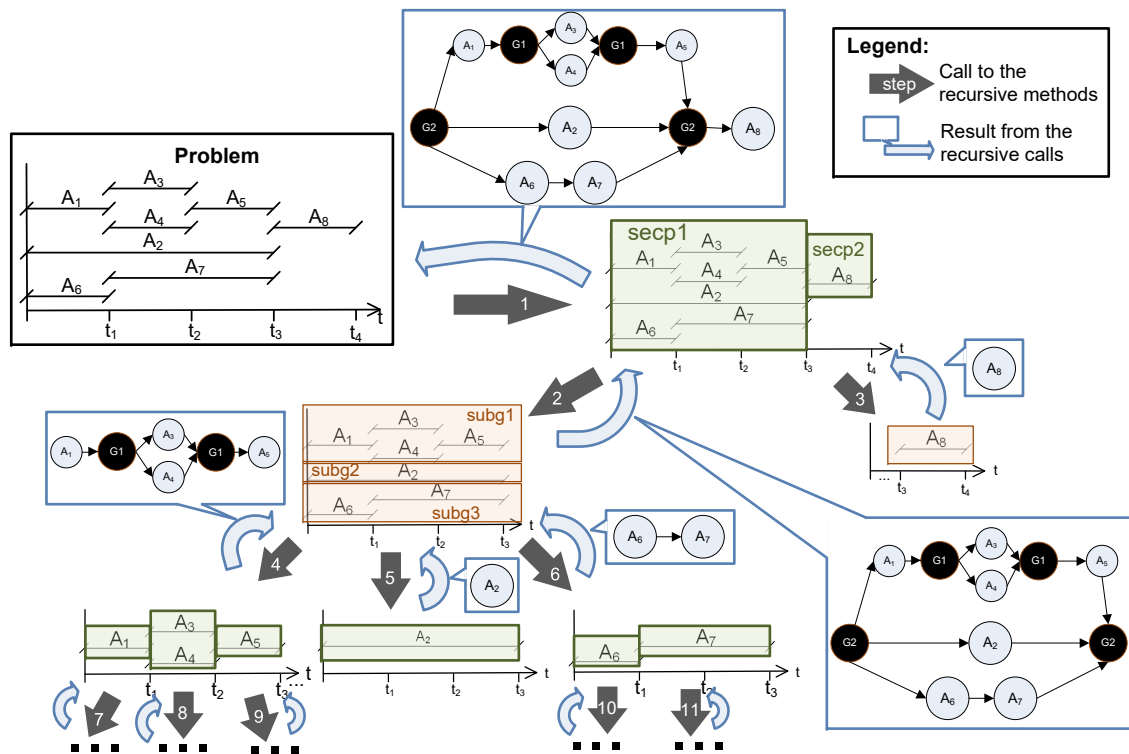 A₁
G1
A₃
A₄
G1
A₅
G2
A₂
G2
A₈
A₆
A₇
Legend:
step
Call to the
recursive methods
Result from the
recursive calls
Problem
A₃
A₁
A₅
A₄
A₈
A₂
A₇
A₆
t₁
t₂
t₃
t₄
t
1
secp1
secp2
A₃
A₁
A₅
A₄
A₈
A₂
A₇
A₆
t
t₁
t₂
t₃
t₄
2
3
A₈
A₈
t
...
t₃
t₄
A₁
G1
A₃
A₄
G1
A₅
subg1
A₃
A₁
A₅
A₄
subg2
A₂
A₇
A₆
subg3
t
t₁
t₂
t₃
4
5
6
A₂
A₆
A₇
A₁
G1
A₃
A₄
G1
A₅
G2
A₂
G2
A₆
A₇
A₃
A₁
A₅
A₄
t
t₁
t₂
t₃
...
A₂
t
t₁
t₂
t₃
A₇
A₆
t
t₁
t₂
t₃
7
8
9
10
11